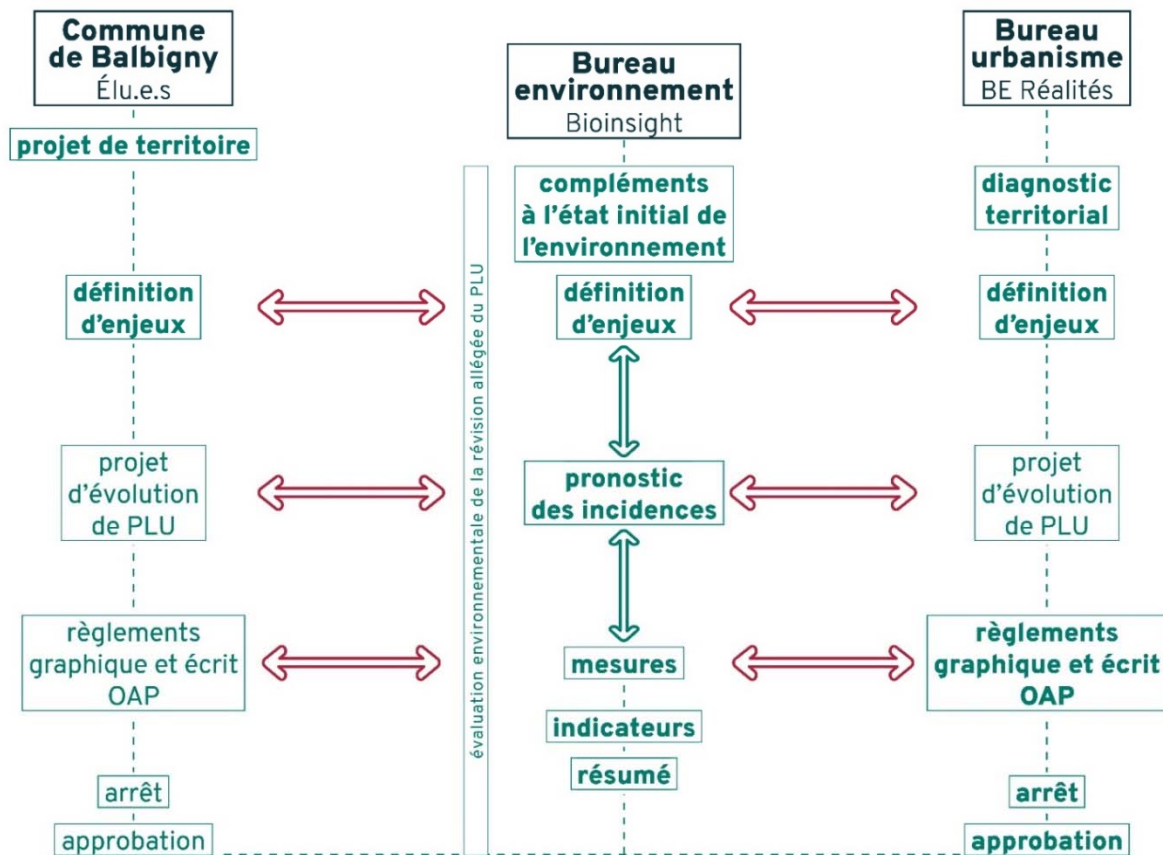 Commune
de Balbigny
Élu.e.s
projet de territoire
définition
d'enjeux
projet
d'évolution
de PLU
règlements
graphique et écrit
OAP
arrêt
approbation
évaluation environnementale de la révision allégée du PLU
Bureau
environnement
Bioinsight
compléments
à l'état initial de
l'environnement
définition
d'enjeux
pronostic
des incidences
mesures
indicateurs
résumé
Bureau
urbanisme
BE Réalités
diagnostic
territorial
définition
d'enjeux
projet
d'évolution
de PLU
règlements
graphique et écrit
OAP
arrêt
approbation